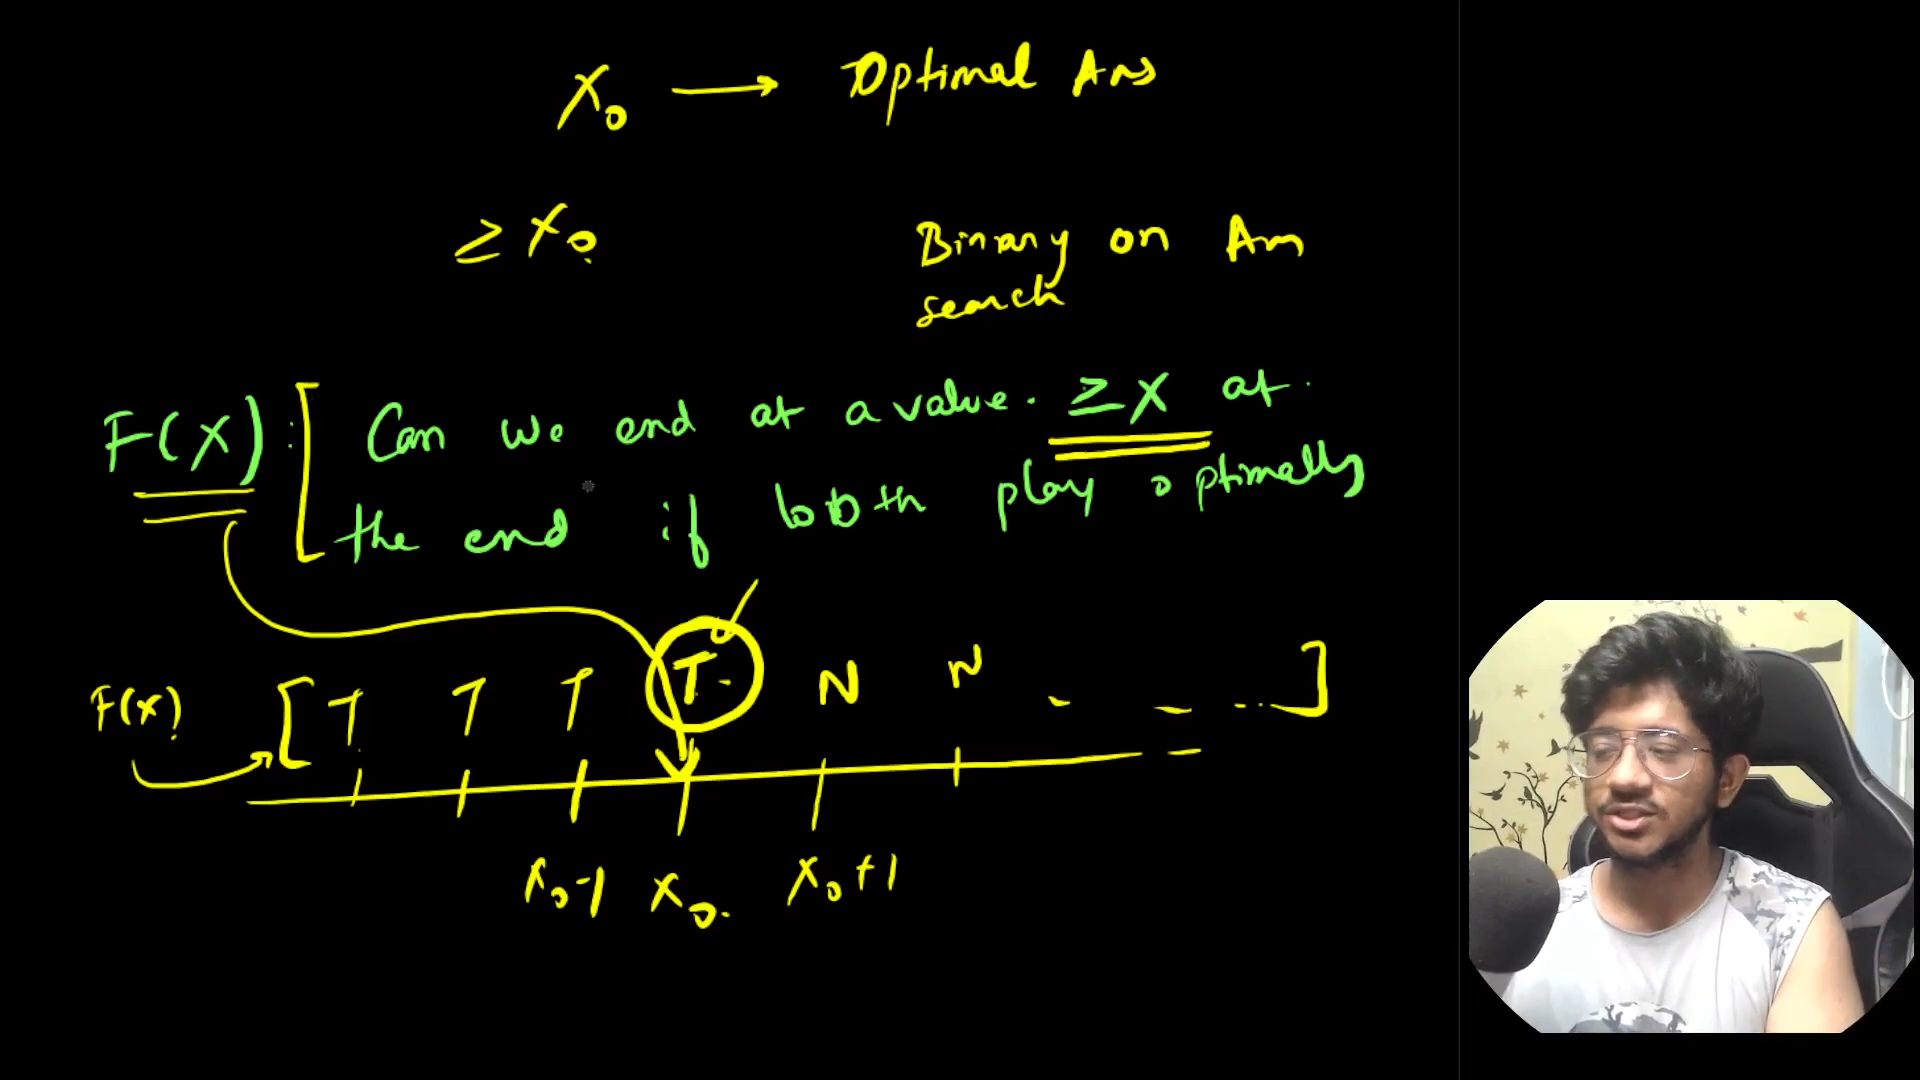 X₀ → Optimal Ans
≥ X₀
Binary on Ans
search
F(X): [ Can we end at a value. ≥ X at.
the end if both play optimally
F(x) [ T T T T N N - - ... ]
X₀-1 X₀. X₀+1